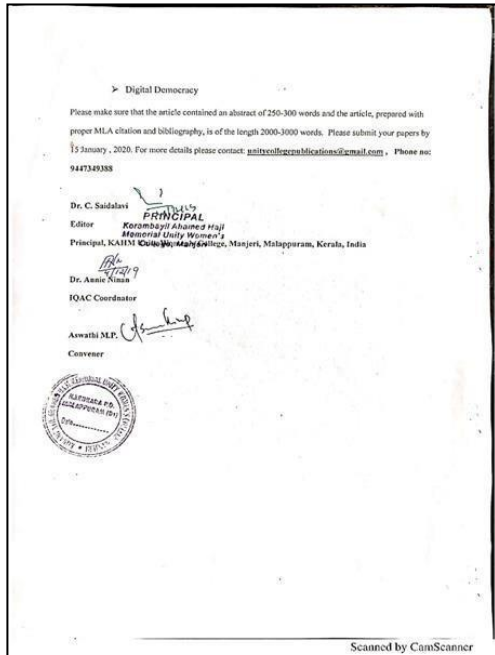 ➢ Digital Democracy
Please make sure that the article contained an abstract of 250-300 words and the article, prepared with
proper MLA citation and bibliography, is of the length 2000-3000 words. Please submit your papers by
15 January , 2020. For more details please contact: unitycollegepublications@gmail.com , Phone no:
9447349388
Dr. C. Saidalavi
PRINCIPAL
Editor Korambayil Ahamed Haji
Memorial Unity Women's
Principal, KAHM Unity Women's College, Manjeri, Malappuram, Kerala, India
Dr. Annie Ninan
IQAC Coordnator
Aswathi M.P.
Convener
Scanned by CamScanner